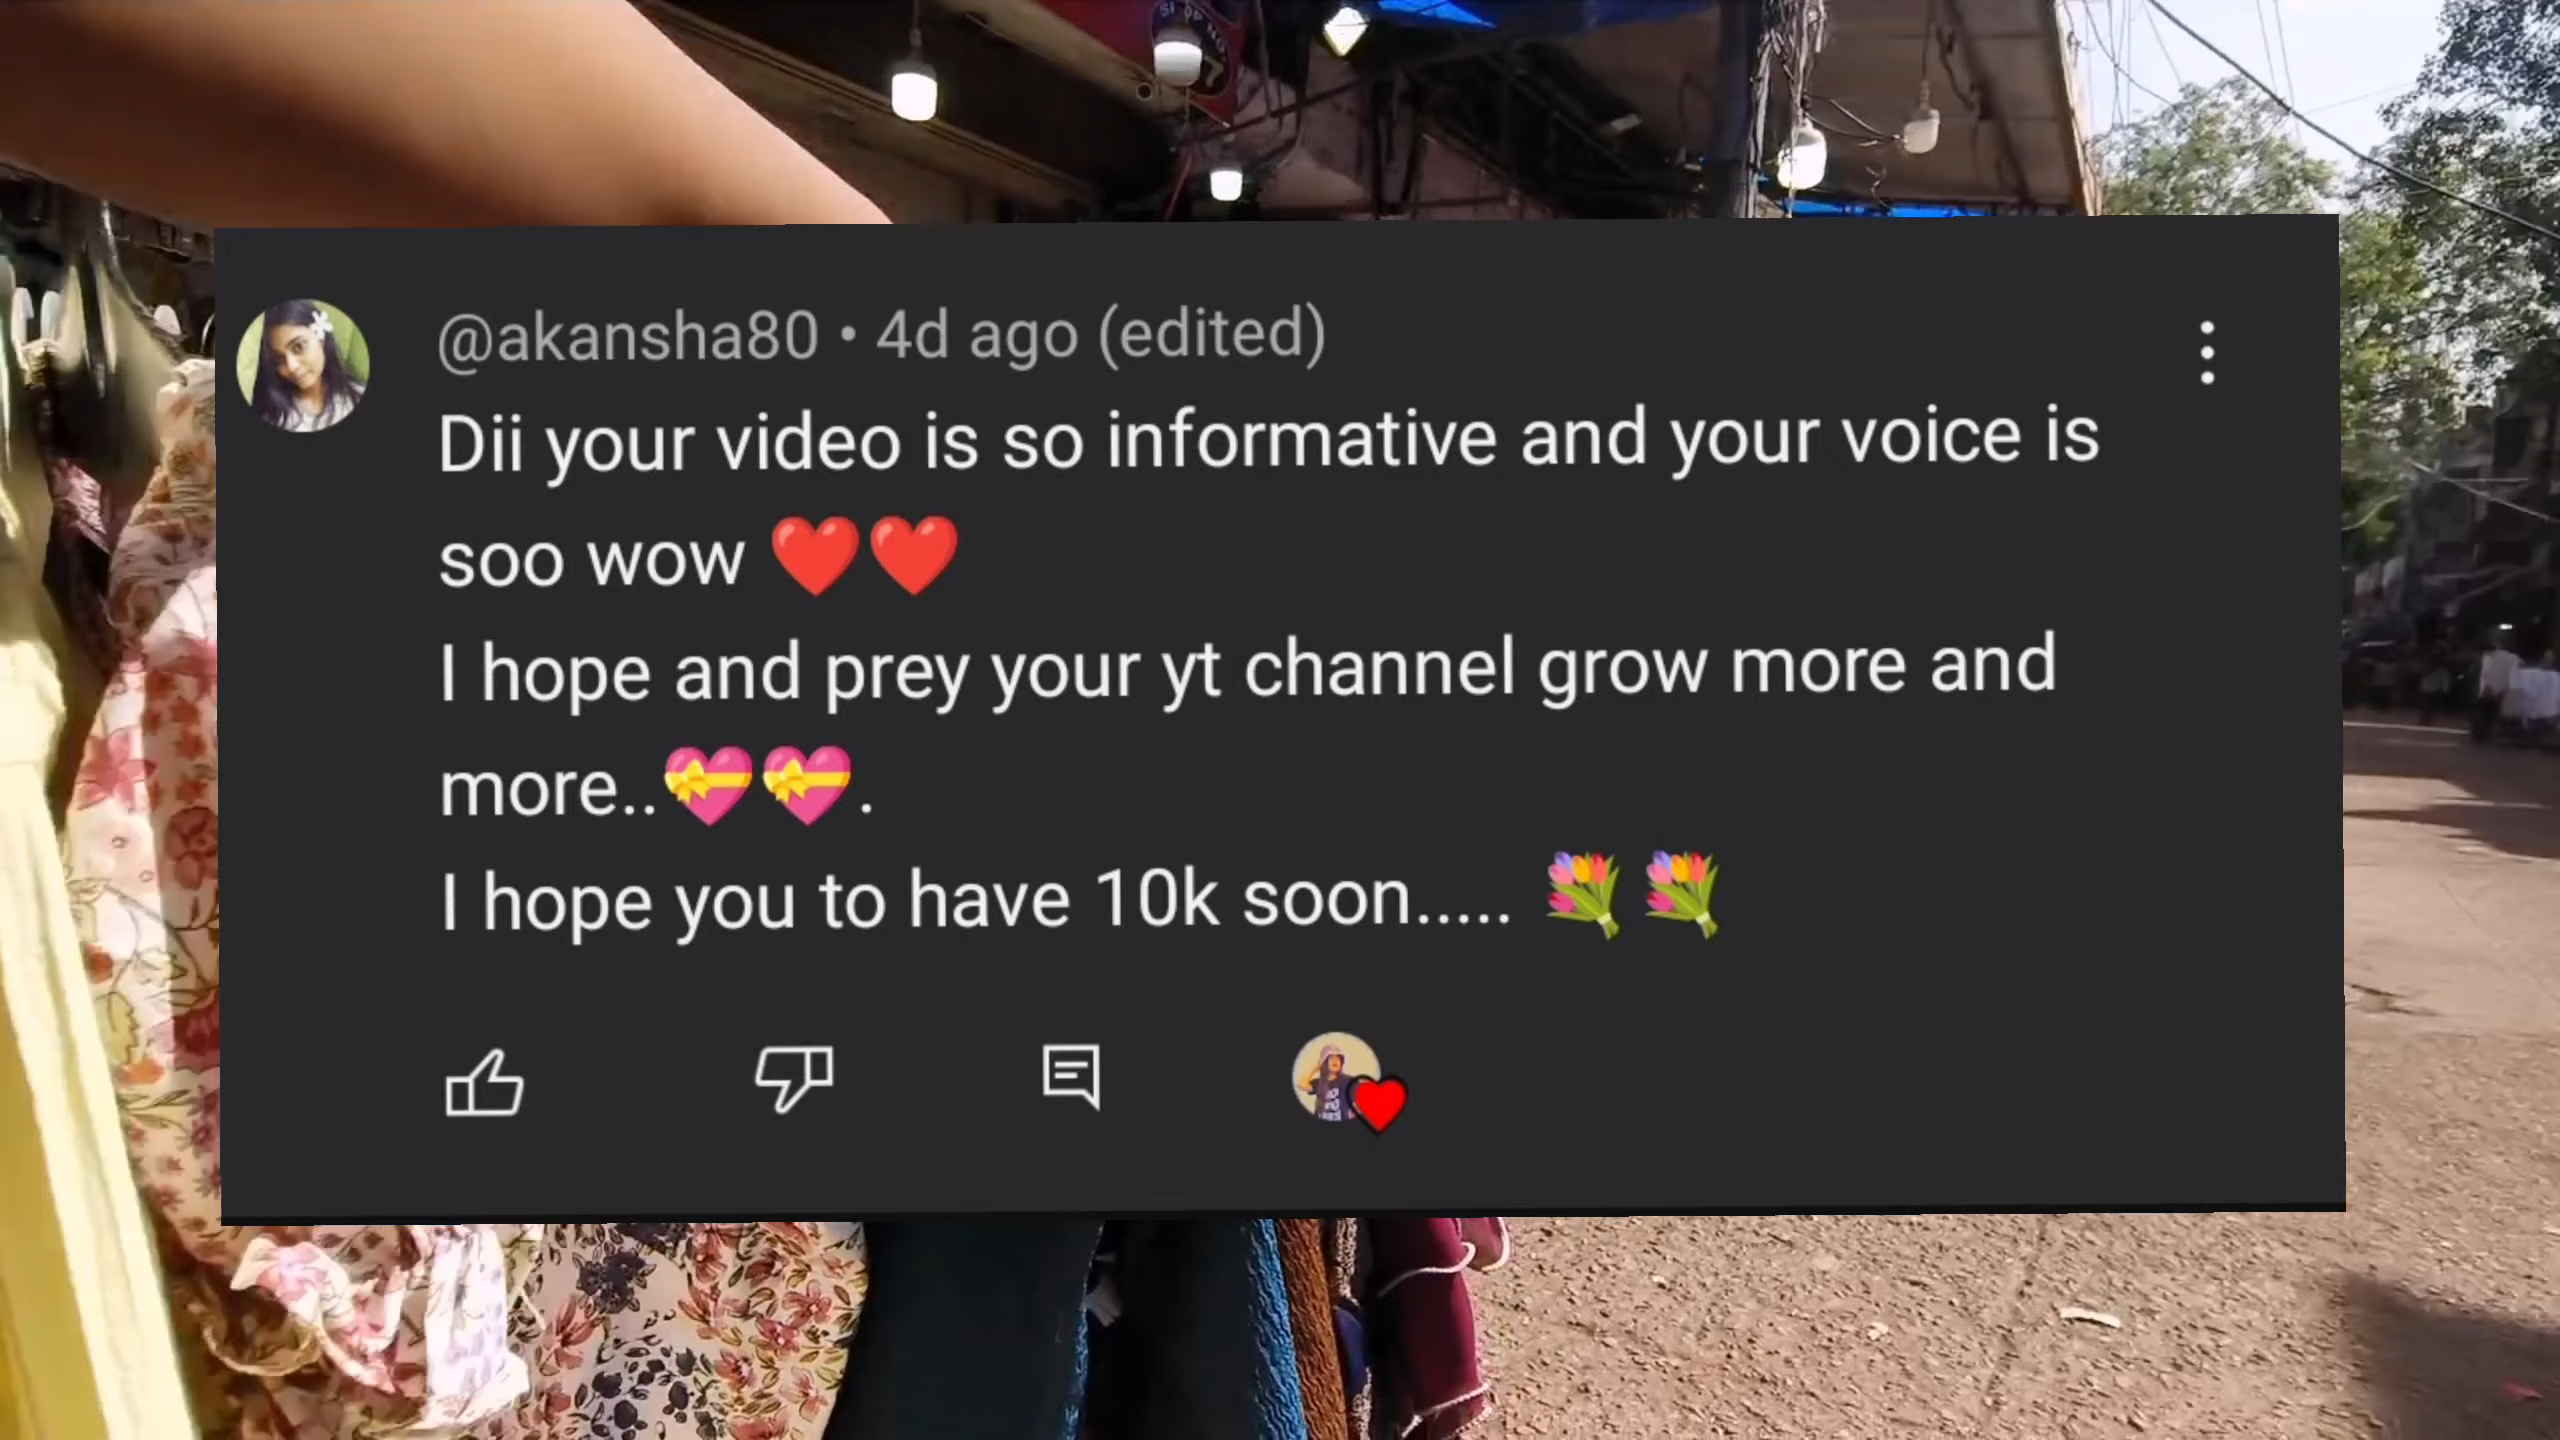 @akansha80 • 4d ago (edited)
Dii your video is so informative and your voice is
soo wow ❤️❤️
I hope and prey your yt channel grow more and
more..💝💝.
I hope you to have 10k soon..... 💐💐